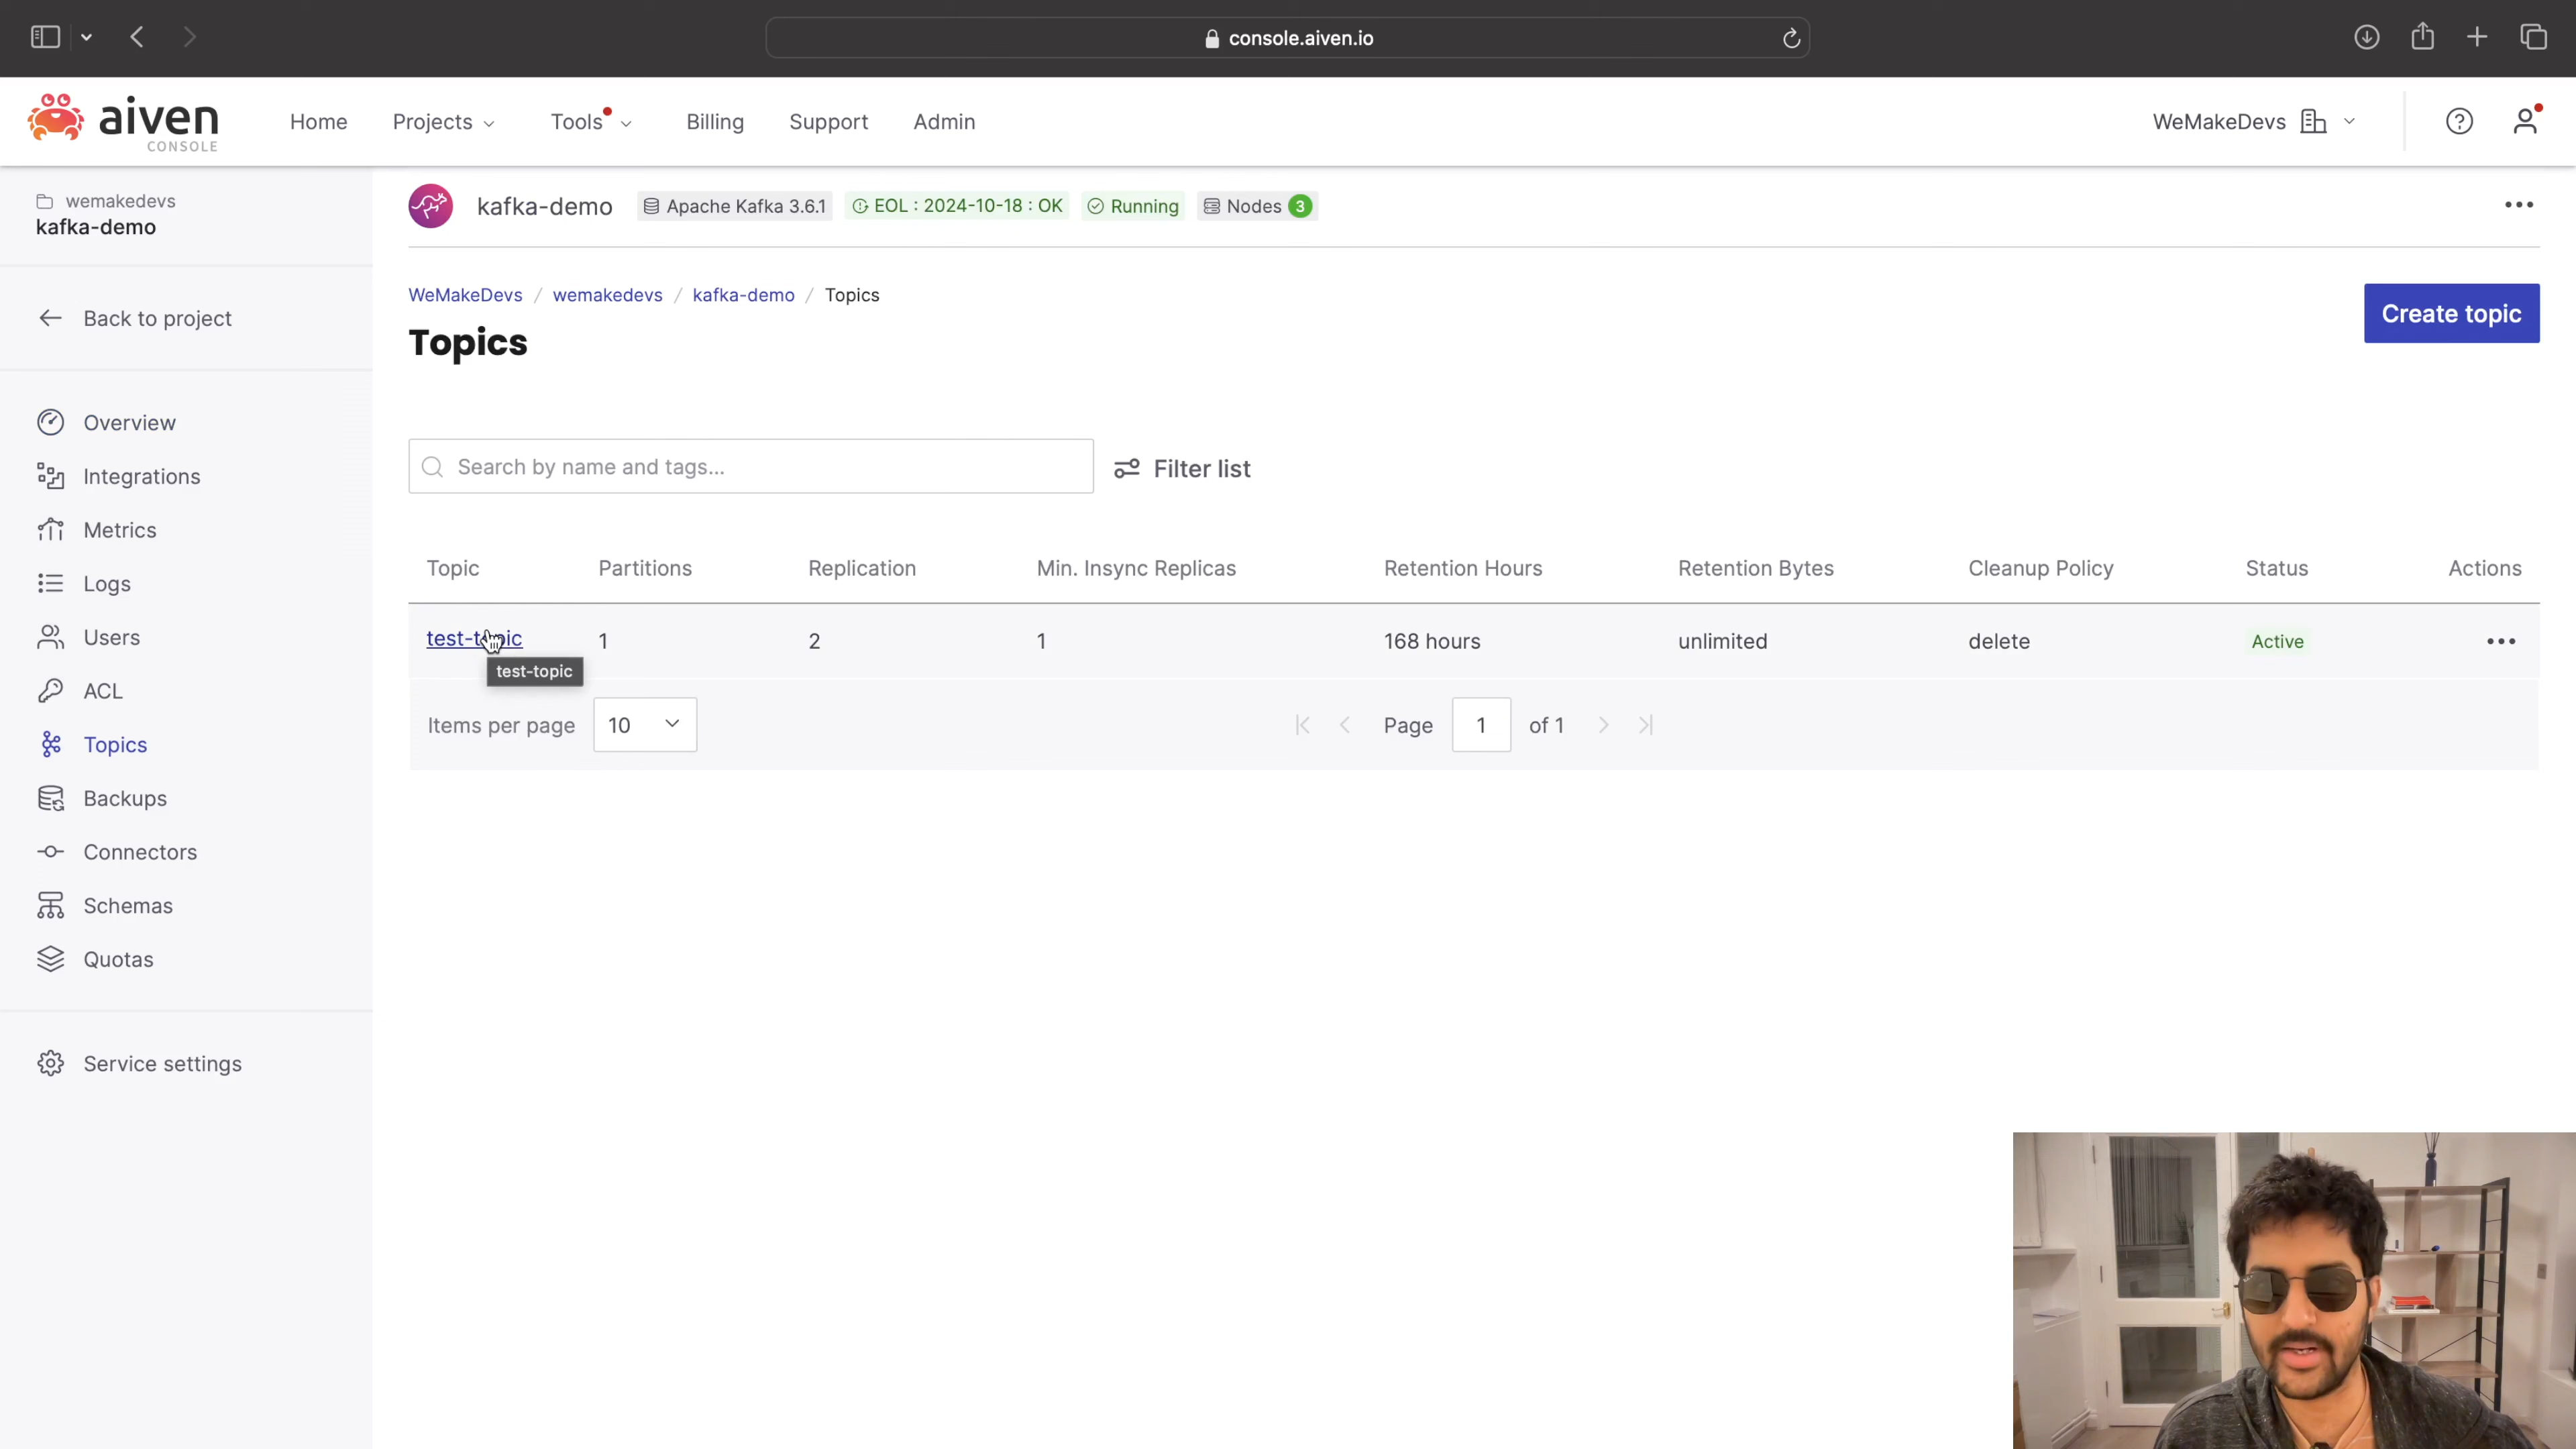 console.aiven.io
aiven
CONSOLE
Home Projects Tools Billing Support Admin
WeMakeDevs
wemakedevs
kafka-demo
Back to project
Overview
Integrations
Metrics
Logs
Users
ACL
Topics
Backups
Connectors
Schemas
Quotas
Service settings
kafka-demo Apache Kafka 3.6.1 EOL : 2024-10-18 : OK Running Nodes 3
WeMakeDevs / wemakedevs / kafka-demo / Topics
Topics
Create topic
Search by name and tags...
Filter list
Topic Partitions Replication Min. Insync Replicas Retention Hours Retention Bytes Cleanup Policy Status Actions
test-topic 1 2 1 168 hours unlimited delete Active
test-topic
Items per page 10 Page 1 of 1